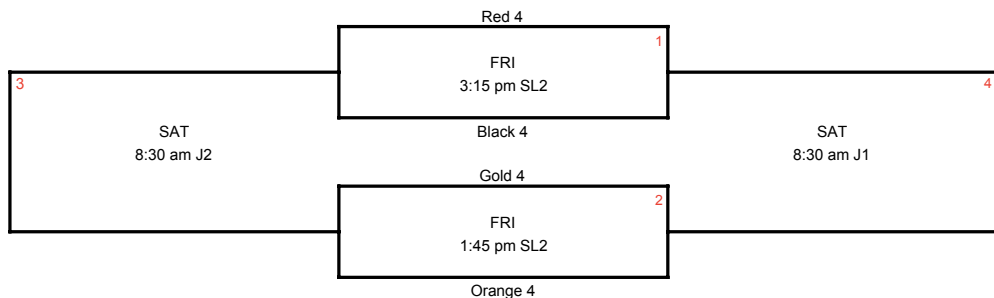 Red 4
1
FRI
3:15 pm SL2
3
4
SAT
8:30 am J2
Black 4
SAT
8:30 am J1
Gold 4
2
FRI
1:45 pm SL2
Orange 4